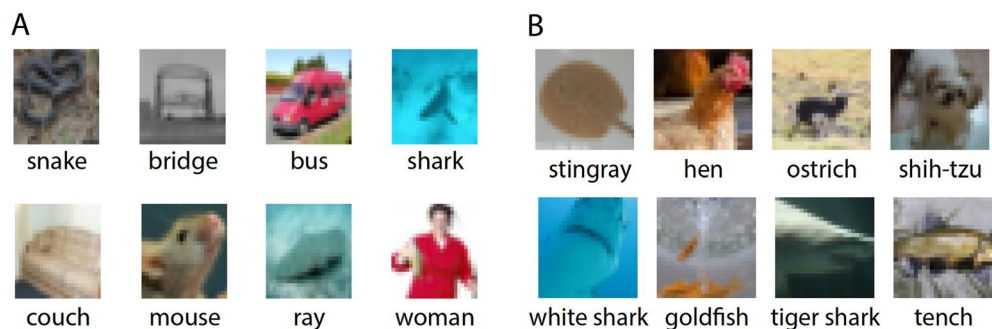 A
B
snake bridge bus shark
stingray hen ostrich shih-tzu
couch mouse ray woman
white shark goldfish tiger shark tench